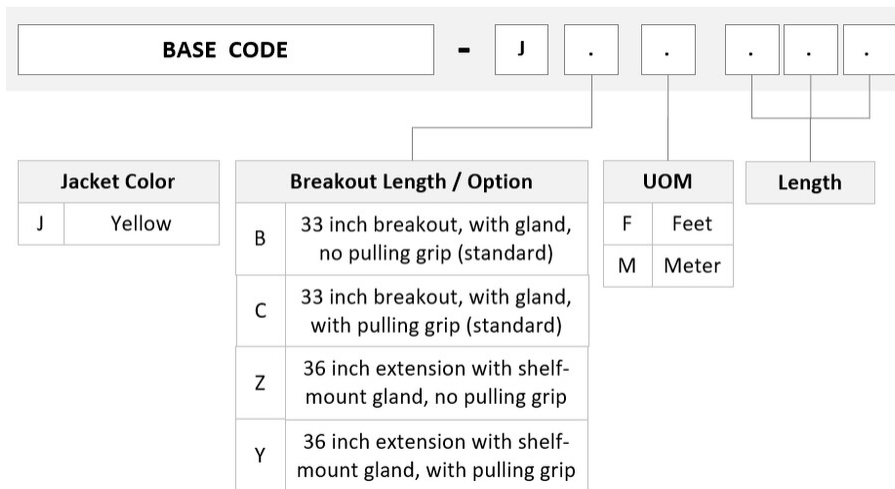 BASE CODE - J . . . . .
Jacket Color
J Yellow
Breakout Length / Option
B 33 inch breakout, with gland,
no pulling grip (standard)
C 33 inch breakout, with gland,
with pulling grip (standard)
Z 36 inch extension with shelf-
mount gland, no pulling grip
Y 36 inch extension with shelf-
mount gland, with pulling grip
UOM
F Feet
M Meter
Length